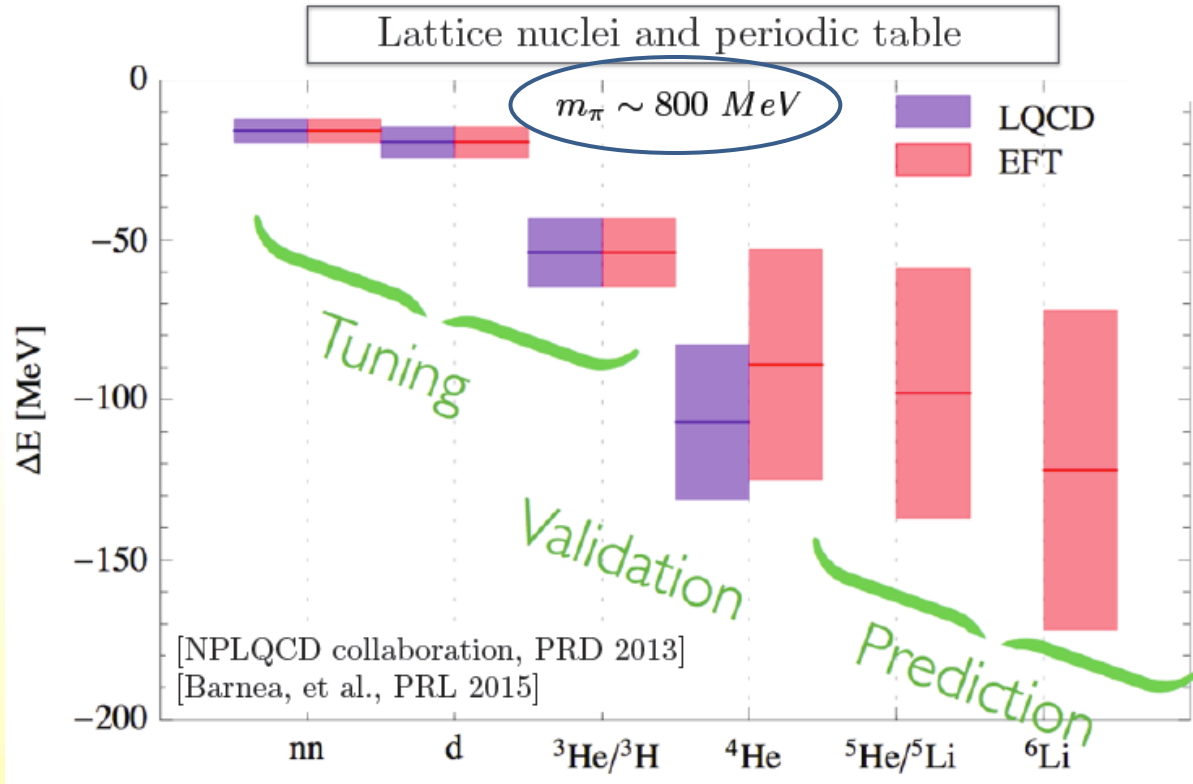 Lattice nuclei and periodic table
m_π ∼ 800 MeV
LQCD
EFT
0
−50
−100
−150
−200
ΔE [MeV]
Tuning
Validation
Prediction
[NPLQCD collaboration, PRD 2013]
[Barnea, et al., PRL 2015]
nn d ³He/³H ⁴He ⁵He/⁵Li ⁶Li